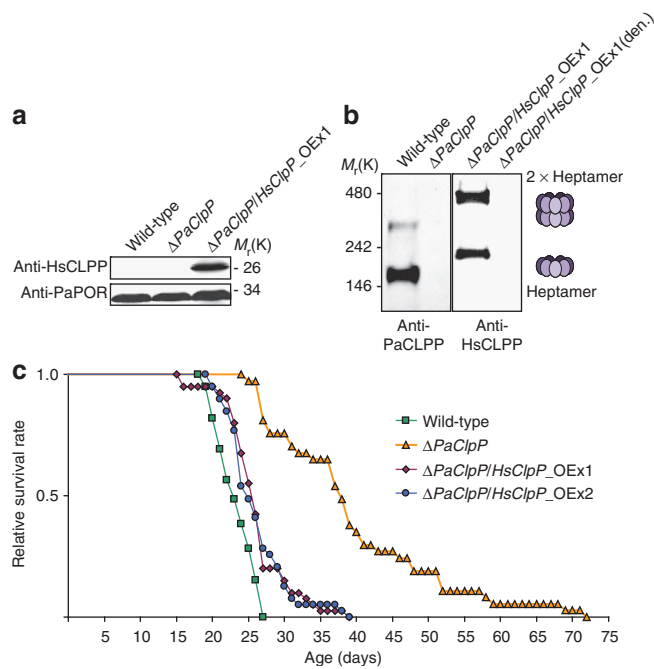 a
Wild-type
ΔPaClpP
ΔPaClpP/HsClpP_OEx1
Mr(K)
Anti-HsCLPP
26
Anti-PaPOR
34
b
Wild-type
ΔPaClpP
ΔPaClpP/HsClpP_OEx1
ΔPaClpP/HsClpP_OEx1(den.)
Mr(K)
480
242
146
2 × Heptamer
Heptamer
Anti-
PaCLPP
Anti-
HsCLPP
c
1.0
0.5
Relative survival rate
Wild-type
ΔPaClpP
ΔPaClpP/HsClpP_OEx1
ΔPaClpP/HsClpP_OEx2
5 10 15 20 25 30 35 40 45 50 55 60 65 70 75
Age (days)